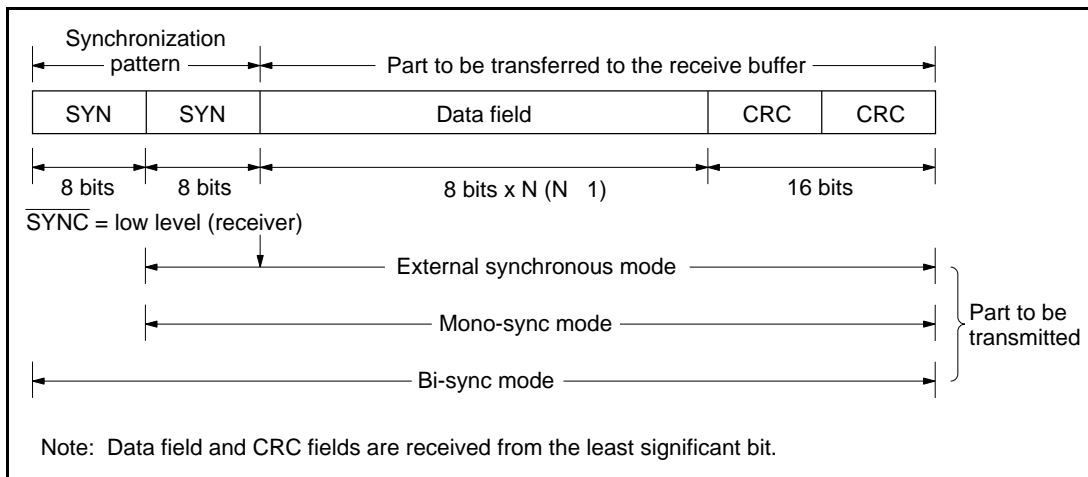 Synchronization
pattern
Part to be transferred to the receive buffer
SYN SYN Data field CRC CRC
8 bits 8 bits 8 bits x N (N 1) 16 bits
SYNC = low level (receiver)
External synchronous mode
Mono-sync mode
Part to be
transmitted
Bi-sync mode
Note: Data field and CRC fields are received from the least significant bit.